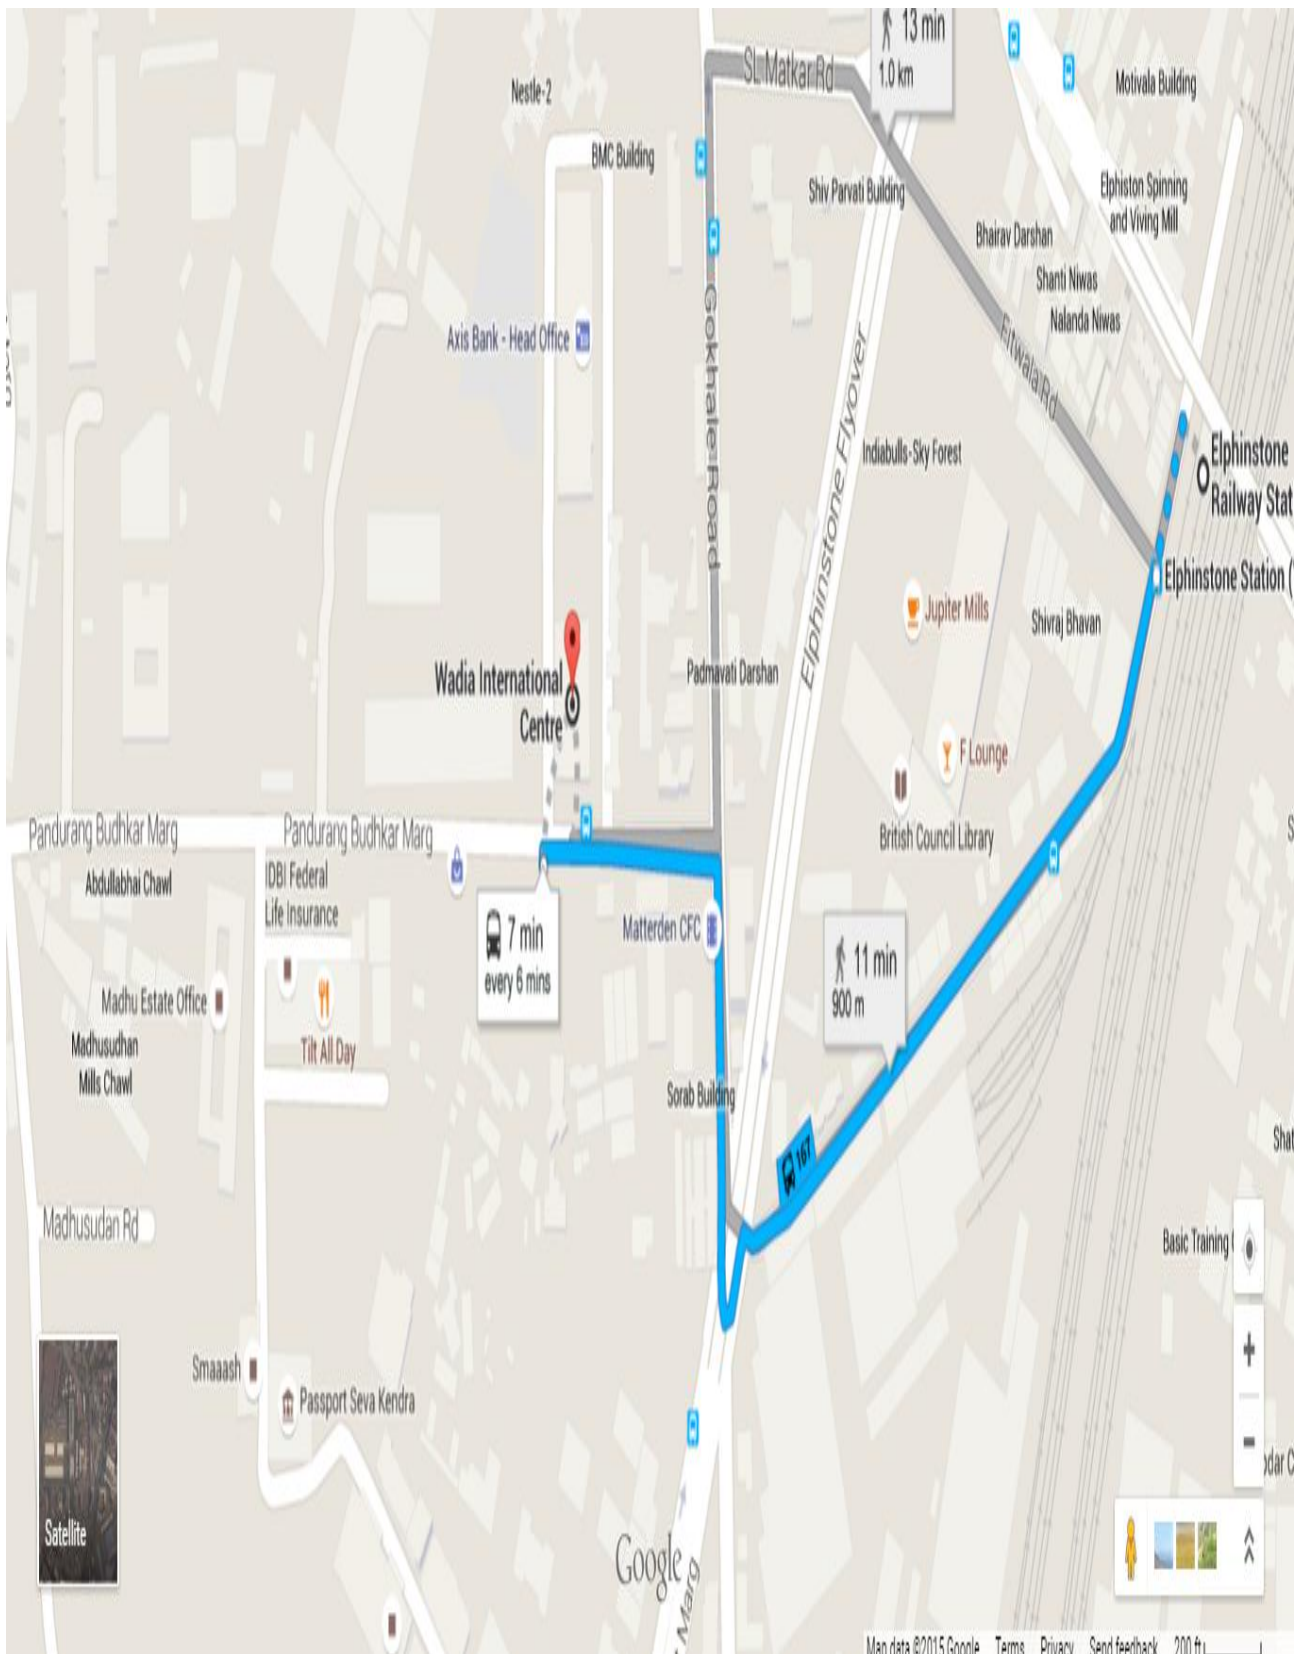 13 min
1.0 km
SL Matkar Rd
Motivala Building
Nestle-2
BMC Building
Shiv Parvati Building
Elphiston Spinning
and Viving Mill
Bhairav Darshan
Shanti Niwas
Nalanda Niwas
Axis Bank - Head Office
Gokhale Road
Fitwala Rd
Elphinstone Flyover
Indiabulls-Sky Forest
Elphinstone
Railway Stat
Elphinstone Station (
Jupiter Mills
Shivraj Bhavan
Wadia International
Centre
Padmavati Darshan
F Lounge
British Council Library
Pandurang Budhkar Marg
Pandurang Budhkar Marg
Abdullabhai Chawl
IDBI Federal
Life Insurance
7 min
every 6 mins
Matterden CFC
11 min
900 m
Madhu Estate Office
Madhusudhan
Mills Chawl
Tilt All Day
Sorab Building
167
Shat
Madhusudan Rd
Basic Training
Smaaash
Passport Seva Kendra
odar C
Satellite
Google
Marg
Map data ©2015 Google Terms Privacy Send feedback 200 ft